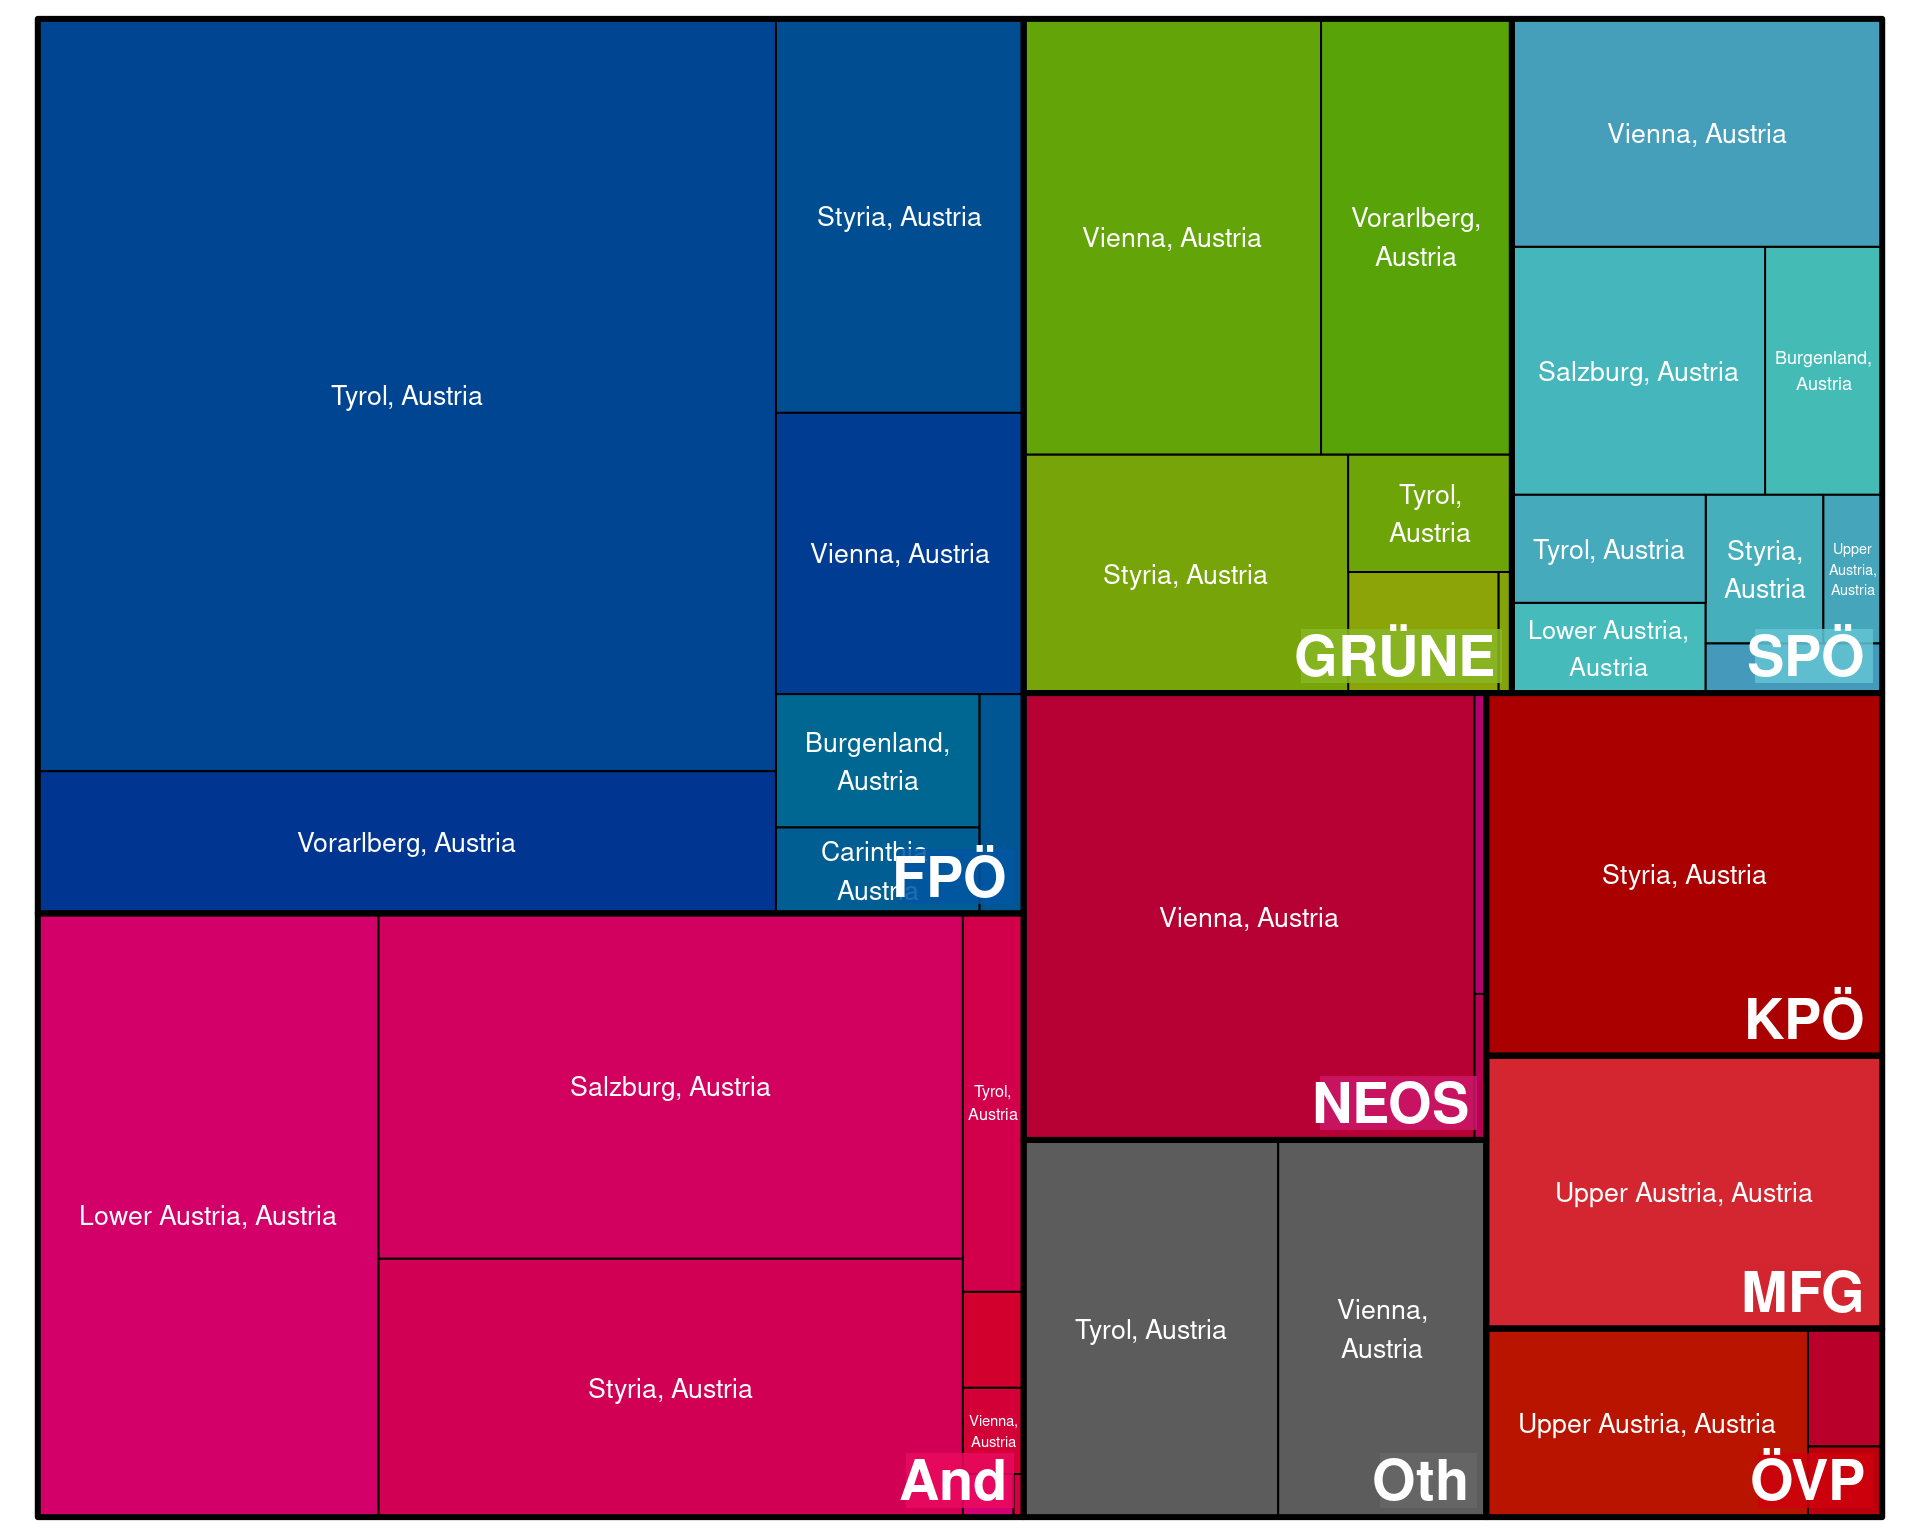 Tyrol, Austria
Styria, Austria
Vienna, Austria
Burgenland,
Austria
Carinthia,
Austria
Vorarlberg, Austria
FPÖ
Lower Austria, Austria
Salzburg, Austria
Styria, Austria
Tyrol,
Austria
Vienna,
Austria
And
Vienna, Austria
Vorarlberg,
Austria
Styria, Austria
Tyrol,
Austria
GRÜNE
Vienna, Austria
Salzburg, Austria
Burgenland,
Austria
Tyrol, Austria
Styria,
Austria
Upper
Austria,
Austria
Lower Austria,
Austria
SPÖ
Vienna, Austria
NEOS
Styria, Austria
KPÖ
Upper Austria, Austria
MFG
Tyrol, Austria
Vienna,
Austria
Oth
Upper Austria, Austria
ÖVP